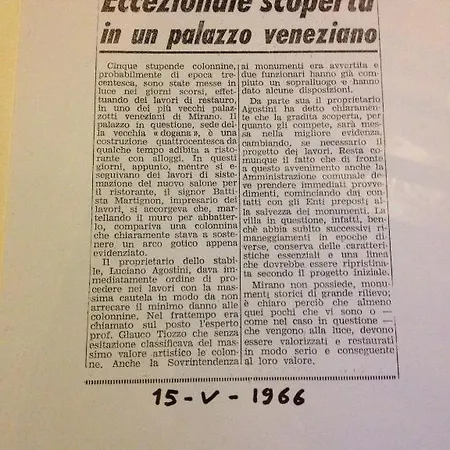 Eccezionale scoperta
in un palazzo veneziano
Cinque stupende colonnine,
probabilmente di epoca tre-
centesca, sono state messe in
luce nei giorni scorsi, effet-
tuando dei lavori di restauro,
in uno dei più vecchi palaz-
zotti veneziani di Mirano. Il
palazzo in questione, sede del-
la vecchia «dogana», è una
costruzione quattrocentesca da
qualche tempo adibita a risto-
rante con alloggi. In questi
giorni, appunto, mentre si e-
seguivano dei lavori di siste-
mazione del nuovo salone per
il ristorante, il signor Batti-
sta Martignon, impresario dei
lavori, si accorgeva che, mar-
tellando il muro per abbatter-
lo, compariva una colonnina
che chiaramente stava a soste-
nere un arco gotico appena
evidenziato.
Il proprietario dello stabi-
le, Luciano Agostini, dava im-
mediatamente ordine di proce-
dere nei lavori con la massi-
ma cautela in modo da non
arrecare il minimo danno alle
colonnine. Nel frattempo era
chiamato sul posto l'esperto
prof. Glauco Tiozzo che senza
esitazione classificava del mas-
simo valore artistico le colon-
ne. Anche la Sovrintendenza
ai monumenti era avvertita e
due funzionari hanno già com-
piuto un sopralluogo e hanno
dato alcune disposizioni.
Da parte sua il proprietario
Agostini ha detto chiaramente
che la gradita scoperta, per
quanto gli compete, sarà mes-
sa nella migliore evidenza,
cambiando, se necessario il
progetto dei lavori. Resta co-
munque il fatto che di fronte
a questo avvenimento anche la
Amministrazione comunale de-
ve prendere immediati provve-
dimenti, cominciando dai con-
tatti con gli Enti preposti al-
la salvezza dei monumenti. La
villa in questione, infatti, ben-
chè abbia subito successivi ri-
maneggiamenti in epoche di-
verse, conserva delle caratteri-
stiche essenziali e una linea
che dovrebbe essere ripristina-
ta secondo il progetto iniziale.
Mirano non possiede, monu-
menti storici di grande rilievo;
è chiaro perciò che almeno
quei pochi che vi sono o —
come nel caso in questione —
che vengono alla luce, devono
essere valorizzati e restaurati
in modo serio e conseguente
al loro valore.
15-V-1966